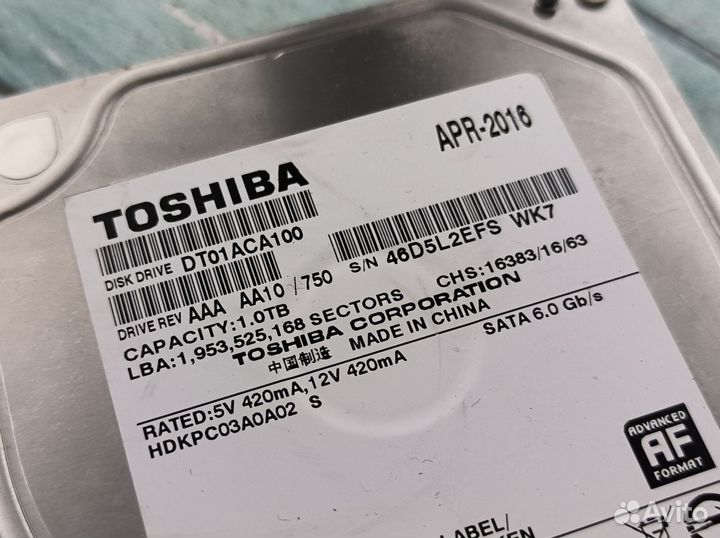 APR-2016
TOSHIBA
DISK DRIVE DT01ACA100
S/N 46D5L2EFS WK7
DRIVE REV AAA AA10 / 750
CAPACITY:1.0TB
CHS:16383/16/63
LBA:1,953,525,168 SECTORS
TOSHIBA CORPORATION
中国制造 MADE IN CHINA
SATA 6.0 Gb/s
RATED:5V 420mA,12V 420mA
HDKPC03A0A02 S
ADVANCED
AF
FORMAT
LABEL/
Avito